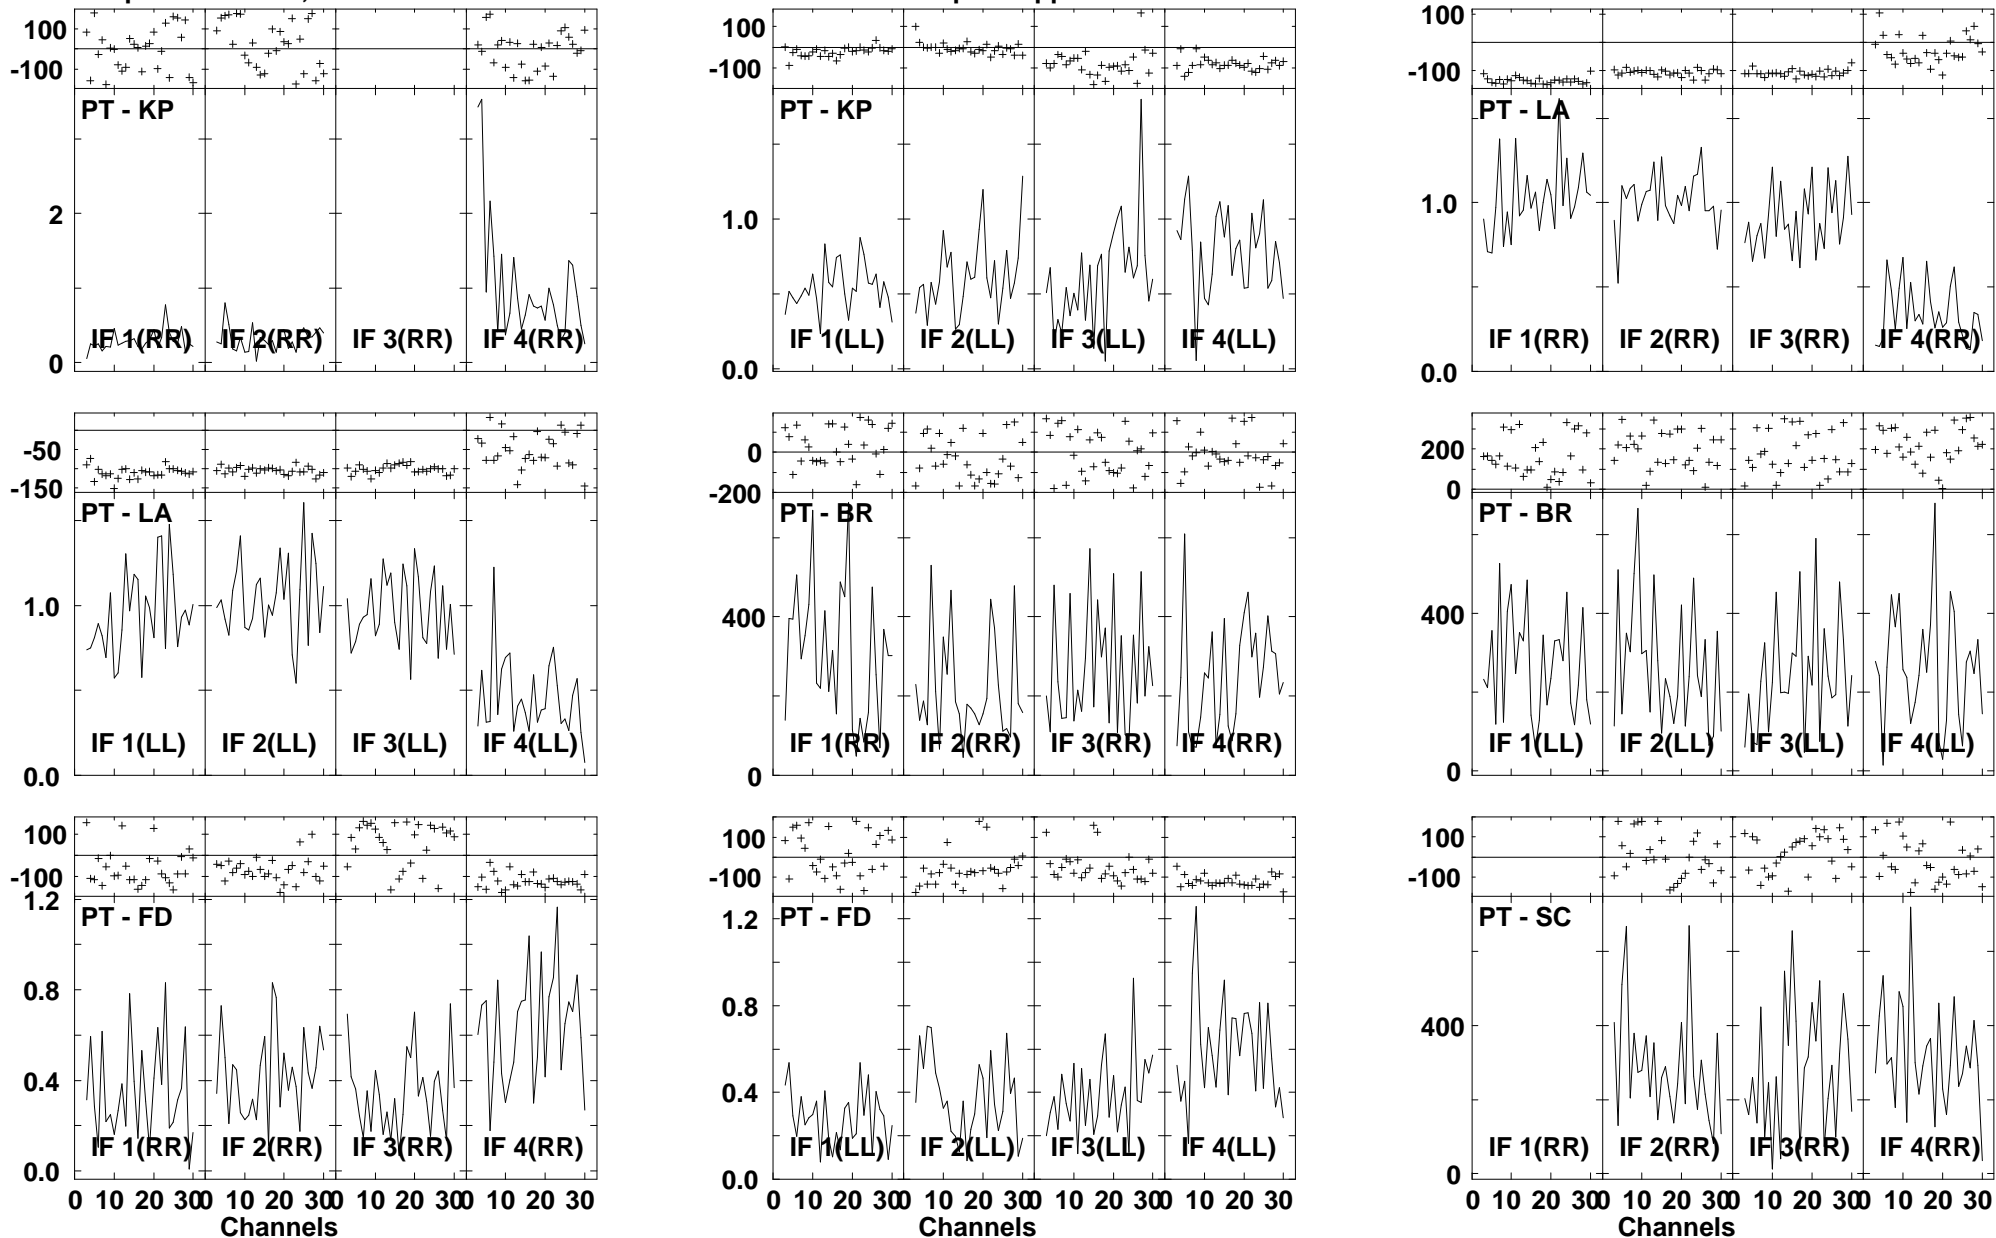 100
-100
PT - KP
2
0
IF 1(RR) IF 2(RR) IF 3(RR) IF 4(RR)
100
-100
PT - KP
1.0
0.0
IF 1(LL) IF 2(LL) IF 3(LL) IF 4(LL)
100
-100
PT - LA
1.0
0.0
IF 1(RR) IF 2(RR) IF 3(RR) IF 4(RR)
-50
-150
PT - LA
1.0
0.0
IF 1(LL) IF 2(LL) IF 3(LL) IF 4(LL)
0
-200
PT - BR
400
0
IF 1(RR) IF 2(RR) IF 3(RR) IF 4(RR)
200
0
PT - BR
400
0
IF 1(LL) IF 2(LL) IF 3(LL) IF 4(LL)
100
-100
1.2
PT - FD
0.8
0.4
0.0
IF 1(RR) IF 2(RR) IF 3(RR) IF 4(RR)
0 10 20 30 0 10 20 30 0 10 20 30 0 10 20 30
Channels
100
-100
PT - FD
1.2
0.8
0.4
0.0
IF 1(LL) IF 2(LL) IF 3(LL) IF 4(LL)
0 10 20 30 0 10 20 30 0 10 20 30 0 10 20 30
Channels
100
-100
PT - SC
400
0
IF 1(RR) IF 2(RR) IF 3(RR) IF 4(RR)
0 10 20 30 0 10 20 30 0 10 20 30 0 10 20 30
Channels